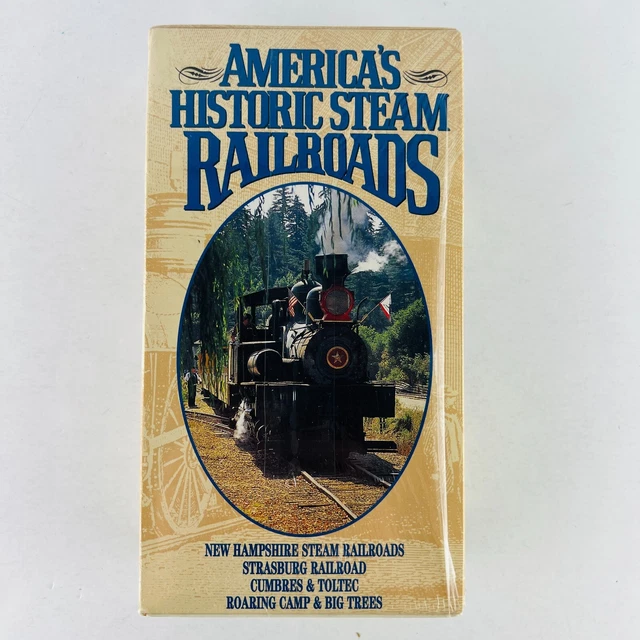 AMERICA'S
HISTORIC STEAM
RAILROADS
NEW HAMPSHIRE STEAM RAILROADS
STRASBURG RAILROAD
CUMBRES & TOLTEC
ROARING CAMP & BIG TREES